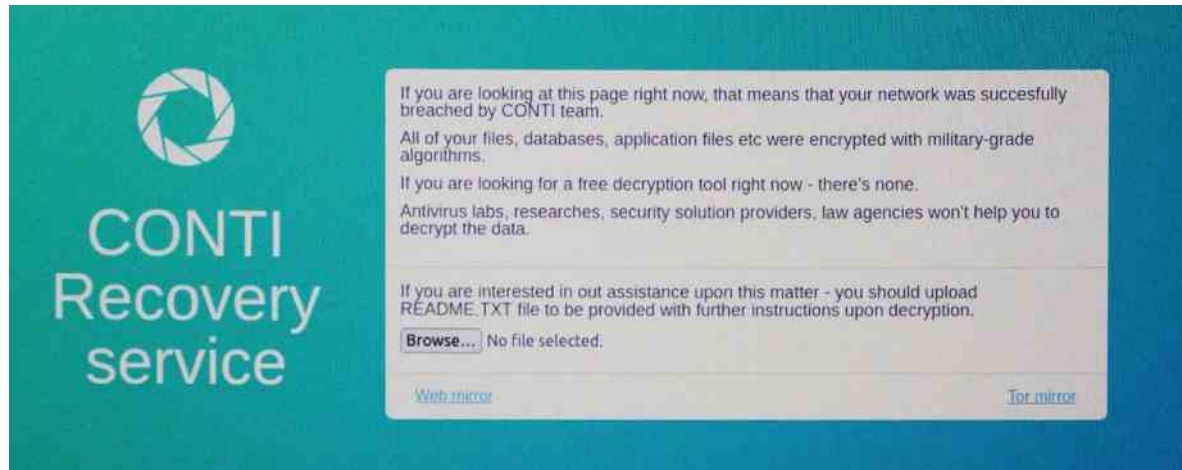 CONTI
Recovery
service
If you are looking at this page right now, that means that your network was succesfully
breached by CONTI team.
All of your files, databases, application files etc were encrypted with military-grade
algorithms.
If you are looking for a free decryption tool right now - there's none.
Antivirus labs, researches, security solution providers, law agencies won't help you to
decrypt the data.
If you are interested in out assistance upon this matter - you should upload
README.TXT file to be provided with further instructions upon decryption.
Browse... No file selected.
Web mirror
Tor mirror